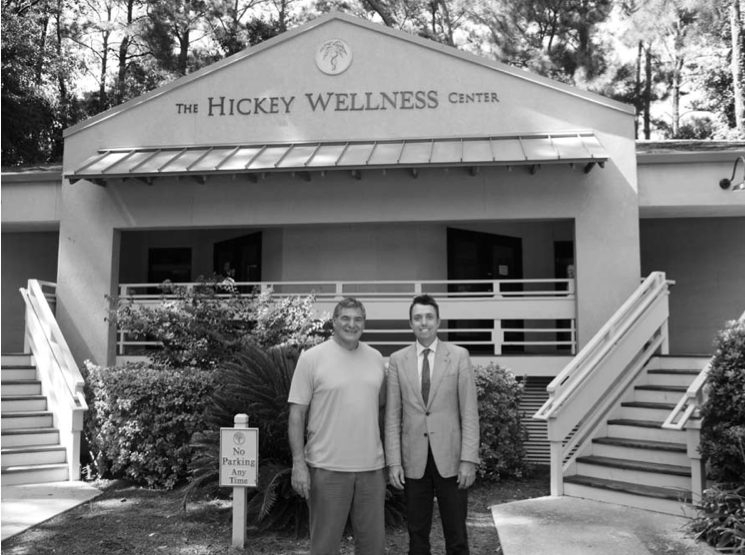 THE HICKEY WELLNESS CENTER
No
Parking
Any
Time